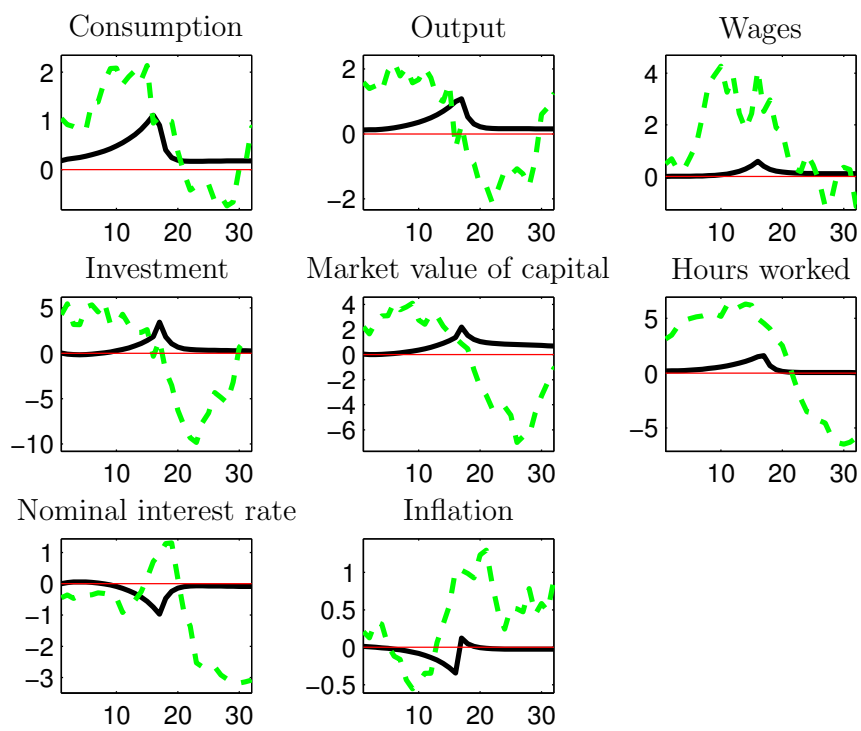 Consumption
Output
Wages
2
1
0
10 20 30
2
0
−2
10 20 30
4
2
0
10 20 30
Investment
Market value of capital
Hours worked
5
0
−5
−10
10 20 30
4
2
0
−2
−4
−6
10 20 30
5
0
−5
10 20 30
Nominal interest rate
Inflation
1
0
−1
−2
−3
10 20 30
1
0.5
0
−0.5
10 20 30